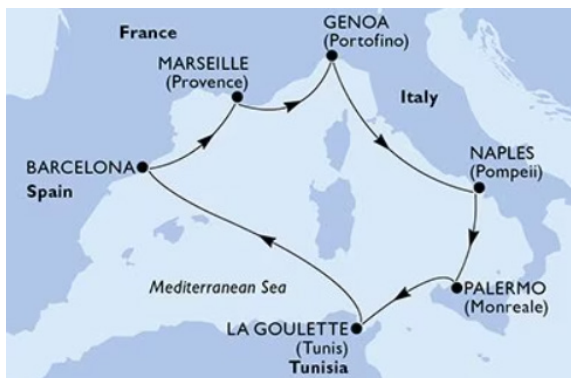 GENOA
(Portofino)
France
MARSEILLE
(Provence)
Italy
NAPLES
(Pompeii)
BARCELONA
Spain
Mediterranean Sea
PALERMO
(Monreale)
LA GOULETTE
(Tunis)
Tunisia